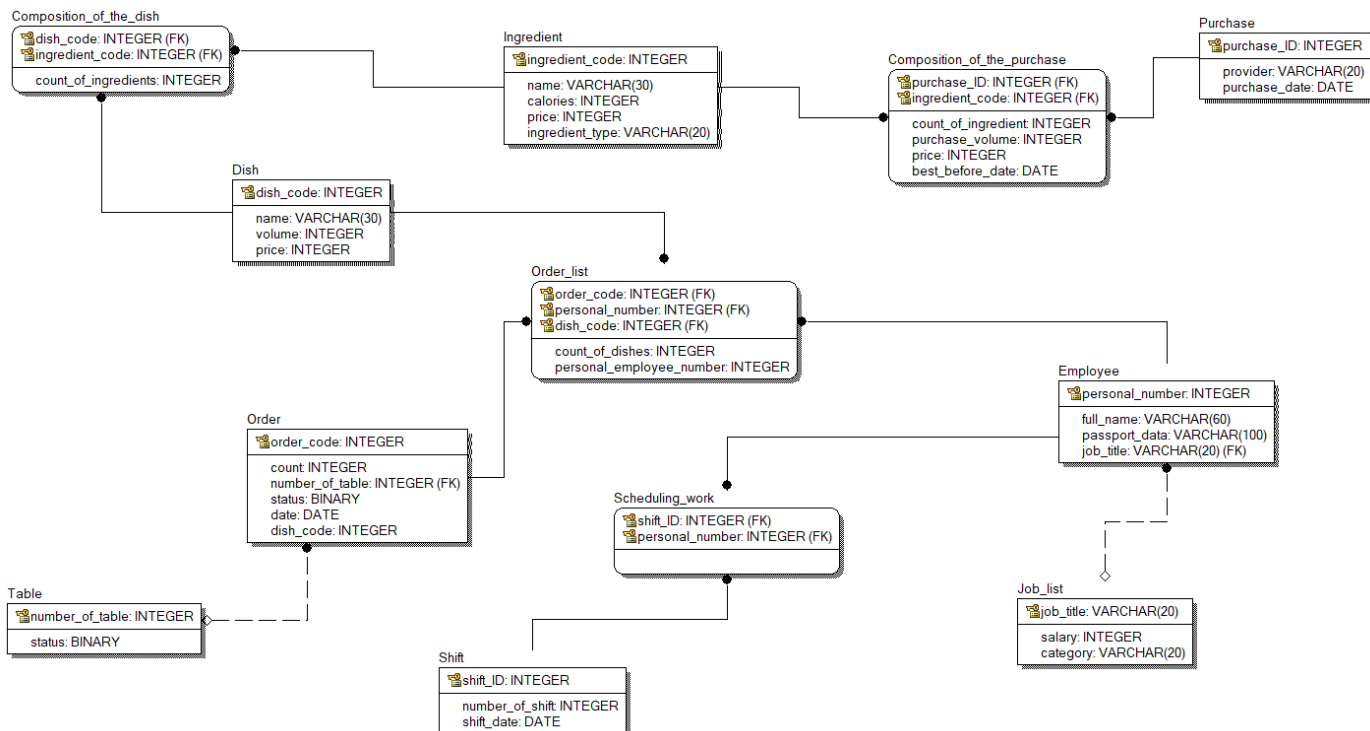 Composition_of_the_dish
dish_code: INTEGER (FK)
ingredient_code: INTEGER (FK)
count_of_ingredients: INTEGER
Ingredient
ingredient_code: INTEGER
name: VARCHAR(30)
calories: INTEGER
price: INTEGER
ingredient_type: VARCHAR(20)
Composition_of_the_purchase
purchase_ID: INTEGER (FK)
ingredient_code: INTEGER (FK)
count_of_ingredient: INTEGER
purchase_volume: INTEGER
price: INTEGER
best_before_date: DATE
Purchase
purchase_ID: INTEGER
provider: VARCHAR(20)
purchase_date: DATE
Dish
dish_code: INTEGER
name: VARCHAR(30)
volume: INTEGER
price: INTEGER
Order_list
order_code: INTEGER (FK)
personal_number: INTEGER (FK)
dish_code: INTEGER (FK)
count_of_dishes: INTEGER
personal_employee_number: INTEGER
Employee
personal_number: INTEGER
full_name: VARCHAR(60)
passport_data: VARCHAR(100)
job_title: VARCHAR(20) (FK)
Order
order_code: INTEGER
count: INTEGER
number_of_table: INTEGER (FK)
status: BINARY
date: DATE
dish_code: INTEGER
Scheduling_work
shift_ID: INTEGER (FK)
personal_number: INTEGER (FK)
Table
number_of_table: INTEGER
status: BINARY
Job_list
job_title: VARCHAR(20)
salary: INTEGER
category: VARCHAR(20)
Shift
shift_ID: INTEGER
number_of_shift: INTEGER
shift_date: DATE